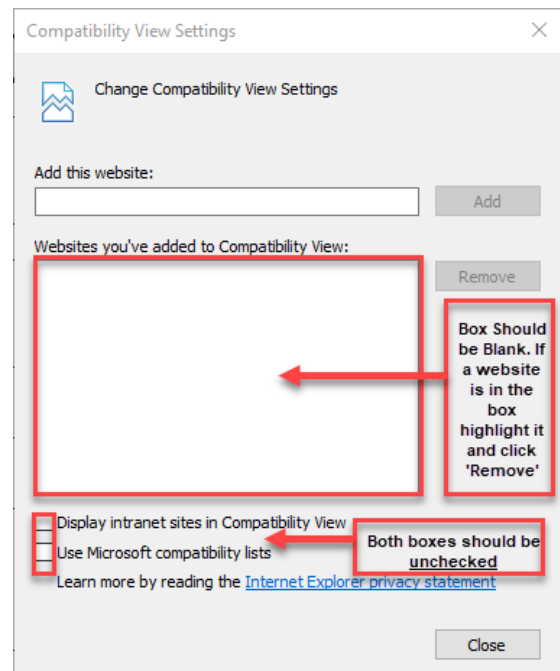 Compatibility View Settings
Change Compatibility View Settings
Add this website:
Add
Websites you've added to Compatibility View:
Remove
Box Should
be Blank. If
a website
is in the
box
highlight it
and click
'Remove'
Display intranet sites in Compatibility View
Use Microsoft compatibility lists
Both boxes should be
unchecked
Learn more by reading the Internet Explorer privacy statement
Close